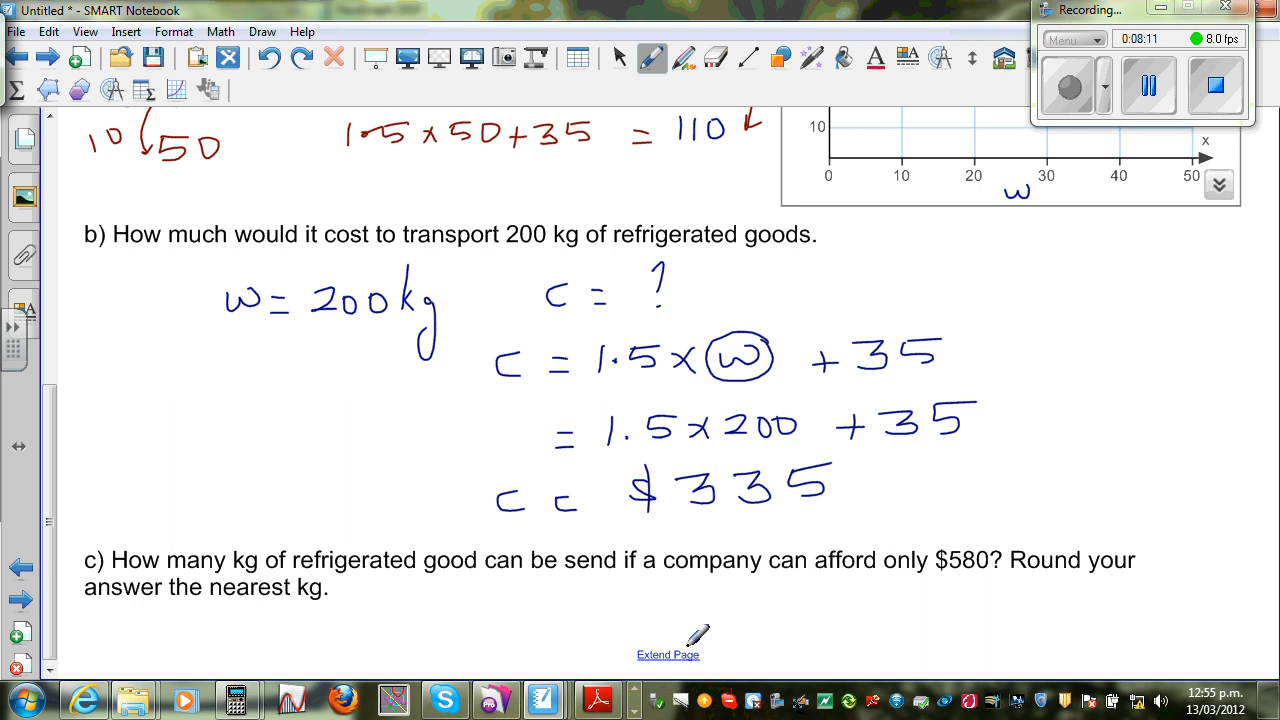 Untitled * - SMART Notebook
Recording...
File Edit View Insert Format Math Draw Help
Menu 0:08:11 8.0 fps
10 50 1.5 × 50 + 35 = 110
10
x
0 10 20 30 40 50
w
b) How much would it cost to transport 200 kg of refrigerated goods.
w = 200 kg c = ?
c = 1.5 × w + 35
= 1.5 × 200 + 35
c = $335
c) How many kg of refrigerated good can be send if a company can afford only $580? Round your
answer the nearest kg.
Extend Page
12:55 p.m.
13/03/2012